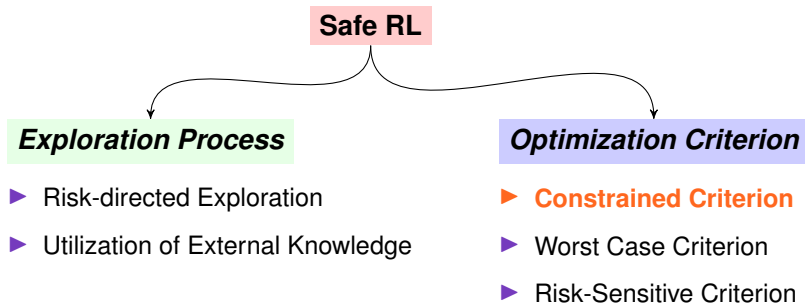 Safe RL
Exploration Process
Risk-directed Exploration
Utilization of External Knowledge
Optimization Criterion
Constrained Criterion
Worst Case Criterion
Risk-Sensitive Criterion